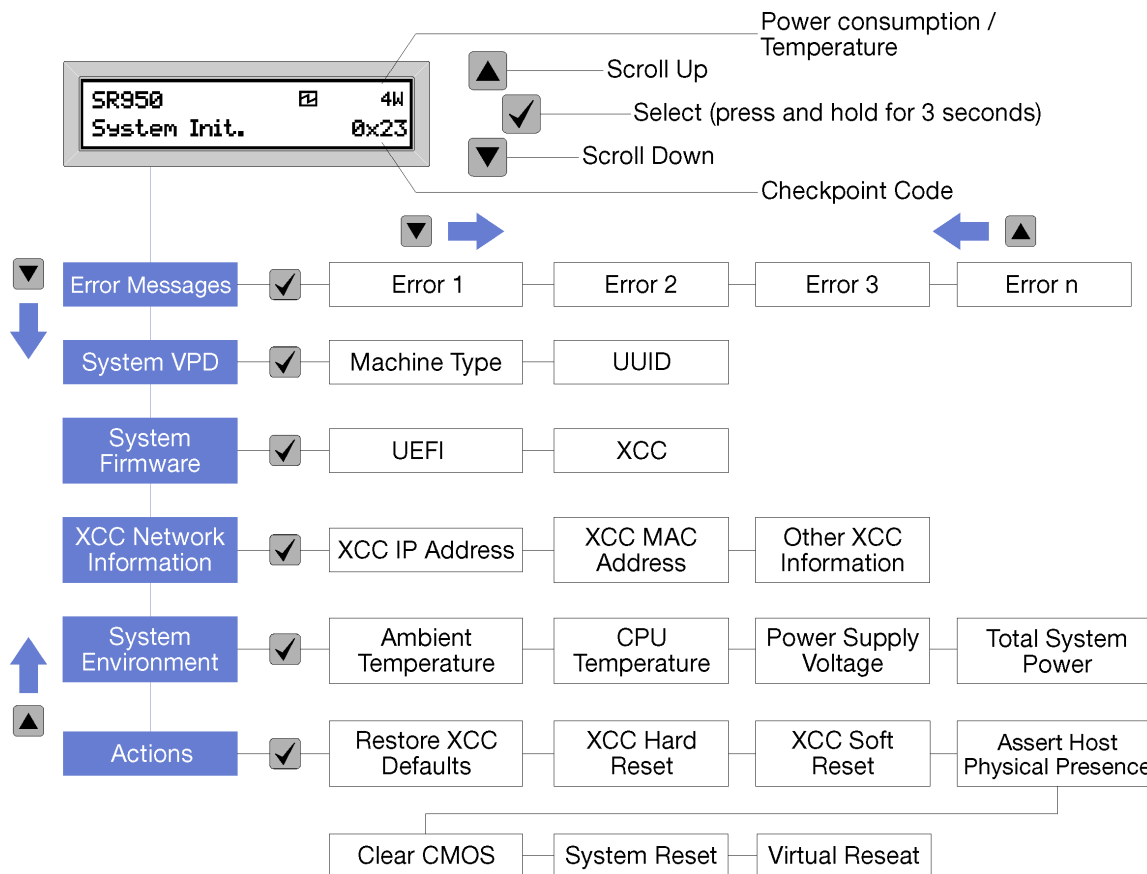 Power consumption /
Temperature
SR950 4W
System Init. 0x23
Scroll Up
Select (press and hold for 3 seconds)
Scroll Down
Checkpoint Code
Error Messages
Error 1
Error 2
Error 3
Error n
System VPD
Machine Type
UUID
System
Firmware
UEFI
XCC
XCC Network
Information
XCC IP Address
XCC MAC
Address
Other XCC
Information
System
Environment
Ambient
Temperature
CPU
Temperature
Power Supply
Voltage
Total System
Power
Actions
Restore XCC
Defaults
XCC Hard
Reset
XCC Soft
Reset
Assert Host
Physical Presence
Clear CMOS
System Reset
Virtual Reseat